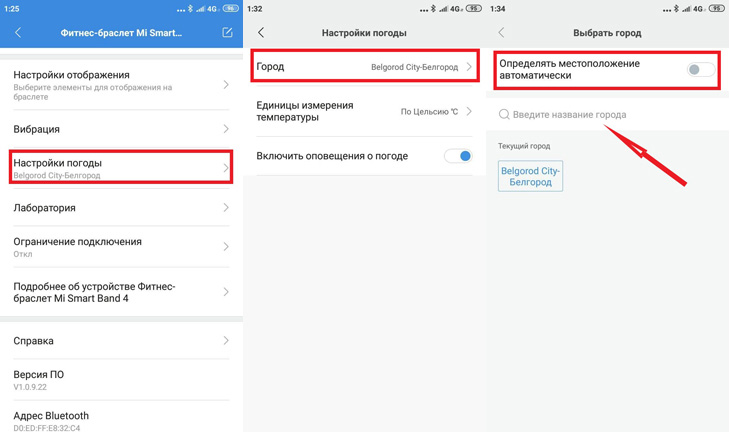 1:25
4G
96
Фитнес-браслет Mi Smart...
Настройки отображения
Выберите элементы для отображения на
браслете
Вибрация
Настройки погоды
Belgorod City-Белгород
Лаборатория
Ограничение подключения
Откл
Подробнее об устройстве Фитнес-
браслет Mi Smart Band 4
Справка
Версия ПО
V1.0.9.22
Адрес Bluetooth
D0:ED:FF:E8:32:C4
1:32
4G
95
Настройки погоды
Город
Belgorod City-Белгород
Единицы измерения
температуры
По Цельсию °C
Включить оповещения о погоде
1:34
4G
95
Выбрать город
Определять местоположение
автоматически
Введите название города
Текущий город
Belgorod City-
Белгород